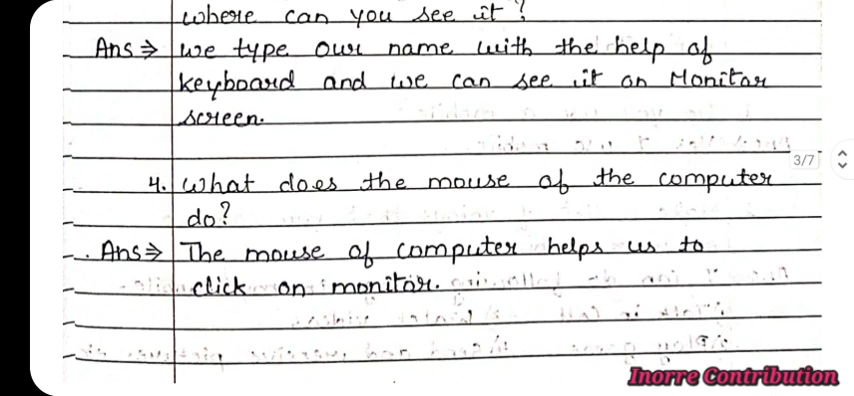 where can you see it?
Ans ⇒ we type our name with the help of
keyboard and we can see it on Monitor
screen.
3/7
4. What does the mouse of the computer
do?
Ans ⇒ The mouse of computer helps us to
click on monitor.
Inorre Contribution